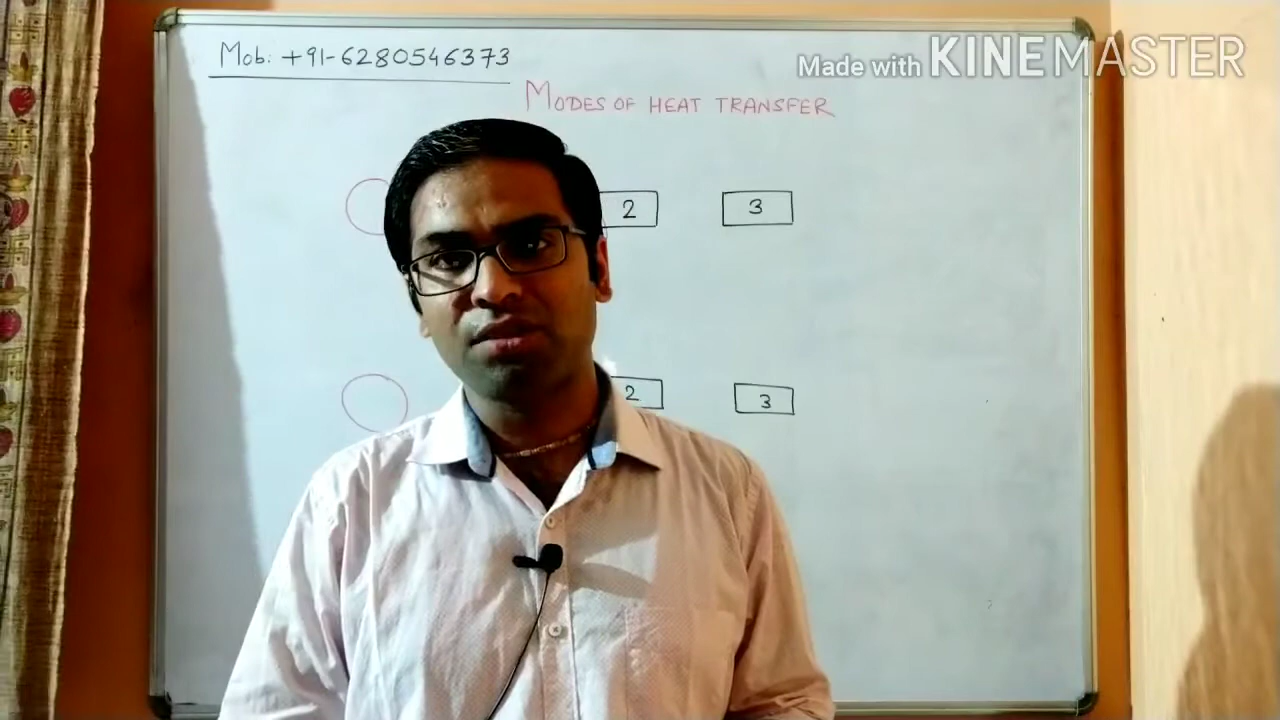 Mob: +91-6280546373
Made with KINEMASTER
MODES OF HEAT TRANSFER
2 3
2 3